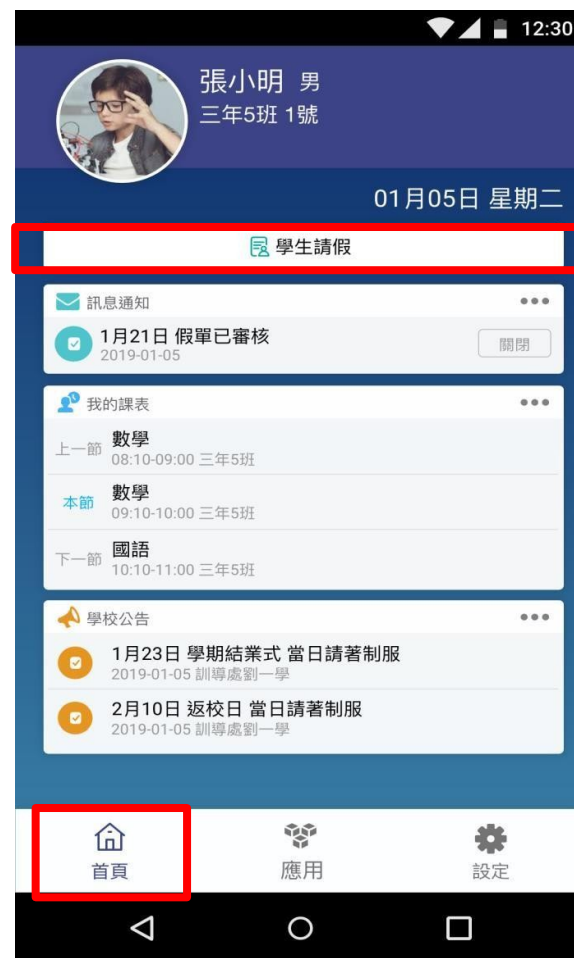 12:30
張小明 男
三年5班 1號
01月05日 星期二
學生請假
訊息通知
1月21日 假單已審核
2019-01-05
關閉
我的課表
上一節 數學
08:10-09:00 三年5班
本節 數學
09:10-10:00 三年5班
下一節 國語
10:10-11:00 三年5班
學校公告
1月23日 學期結業式 當日請著制服
2019-01-05 訓導處劉一學
2月10日 返校日 當日請著制服
2019-01-05 訓導處劉一學
首頁 應用 設定